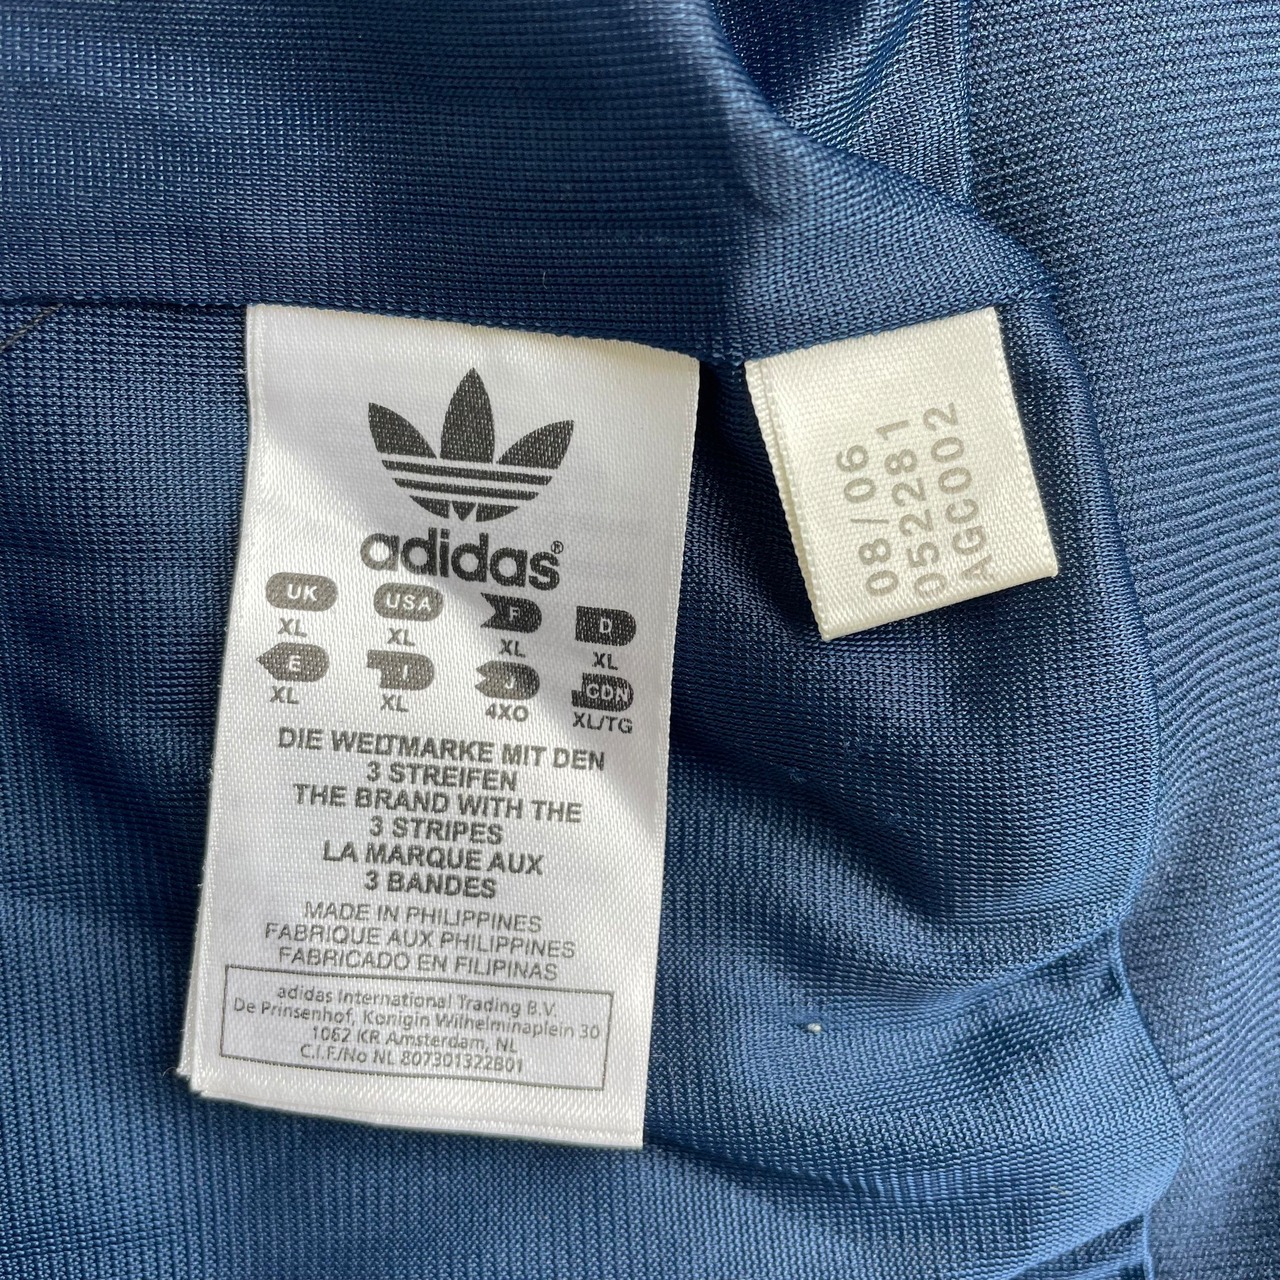 adidas®
UK USA F D
XL XL XL XL
E I J CDN
XL XL 4XO XL/TG
DIE WELTMARKE MIT DEN
3 STREIFEN
THE BRAND WITH THE
3 STRIPES
LA MARQUE AUX
3 BANDES
MADE IN PHILIPPINES
FABRIQUE AUX PHILIPPINES
FABRICADO EN FILIPINAS
adidas International Trading B.V.
De Prinsenhof, Konigin Wilhelminaplein 30
1062 KR Amsterdam, NL
C.I.F./No NL 807301322B01
08/06
052281
AGC002